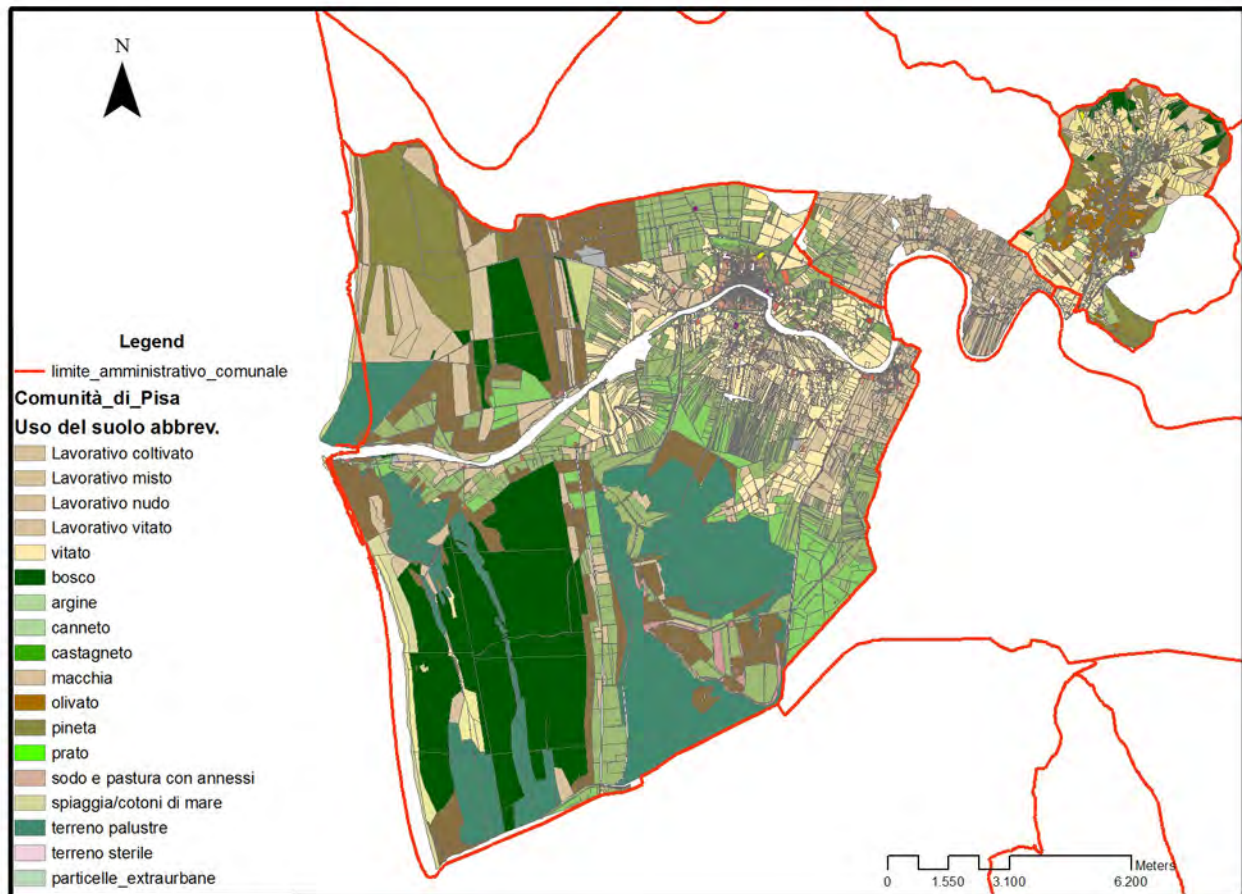 N
Legend
limite_amministrativo_comunale
Comunità_di_Pisa
Uso del suolo abbrev.
Lavorativo coltivato
Lavorativo misto
Lavorativo nudo
Lavorativo vitato
vitato
bosco
argine
canneto
castagneto
macchia
olivato
pineta
prato
sodo e pastura con annessi
spiaggia/cotoni di mare
terreno palustre
terreno sterile
particelle_extraurbane
Meters
0 1.550 3.100 6.200